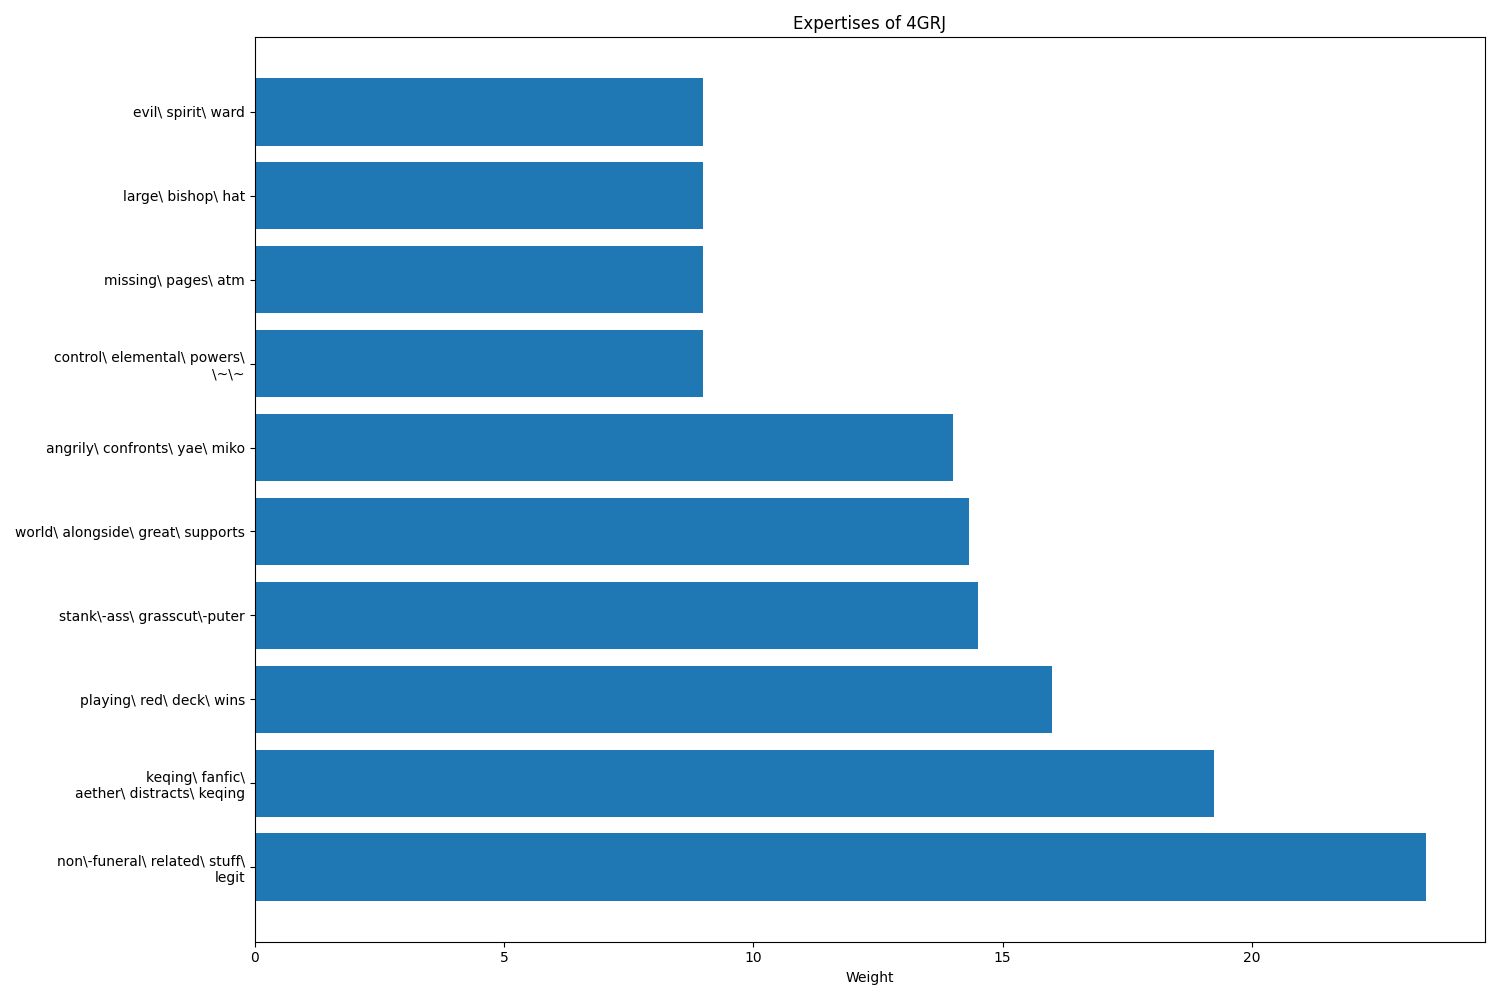 Expertises of 4GRJ
evil\ spirit\ ward
large\ bishop\ hat
missing\ pages\ atm
control\ elemental\ powers\
\~\~
angrily\ confronts\ yae\ miko
world\ alongside\ great\ supports
stank\-ass\ grasscut\-puter
playing\ red\ deck\ wins
keqing\ fanfic\
aether\ distracts\ keqing
non\-funeral\ related\ stuff\
legit
0 5 10 15 20
Weight